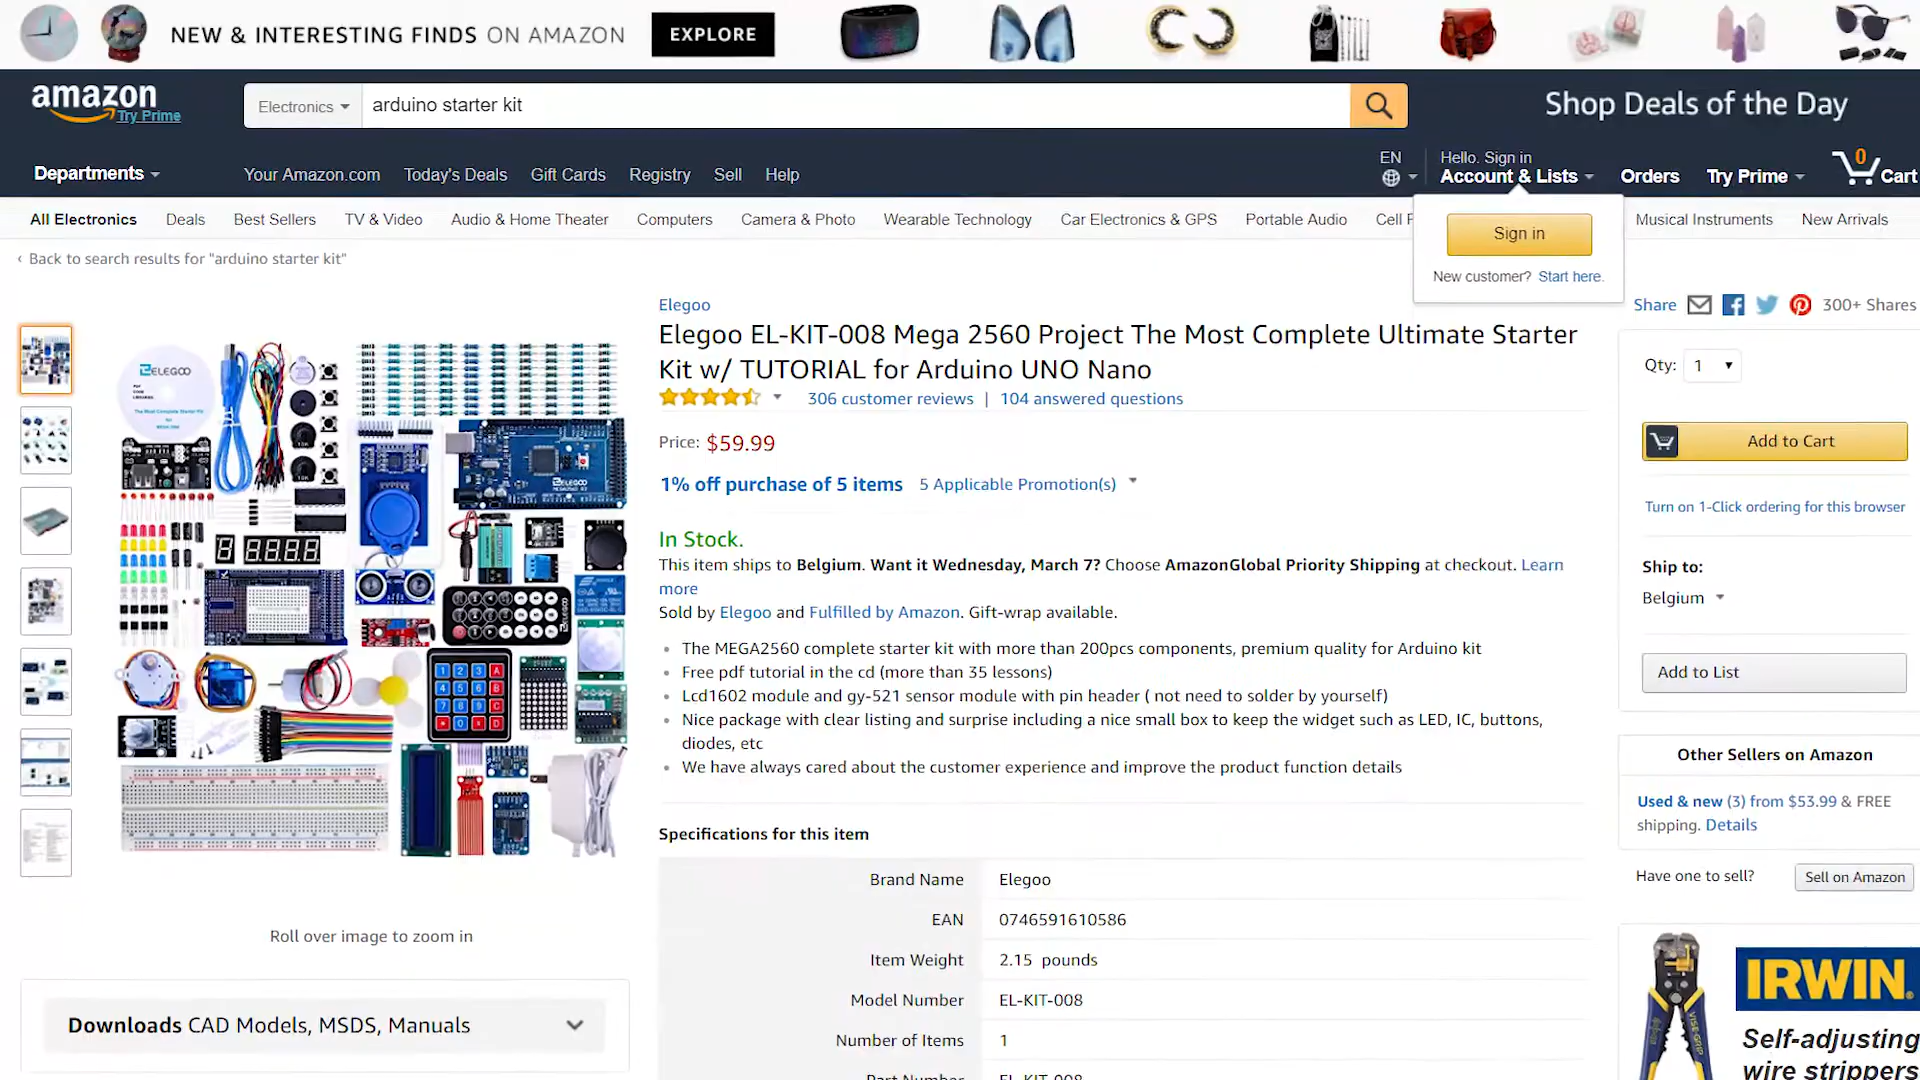 NEW & INTERESTING FINDS ON AMAZON
EXPLORE
amazon
Try Prime
Electronics
arduino starter kit
Shop Deals of the Day
Departments
Your Amazon.com
Today's Deals
Gift Cards
Registry
Sell
Help
EN
Hello. Sign in
Account & Lists
Orders
Try Prime
0
Cart
All Electronics
Deals
Best Sellers
TV & Video
Audio & Home Theater
Computers
Camera & Photo
Wearable Technology
Car Electronics & GPS
Portable Audio
Cell
Musical Instruments
New Arrivals
Sign in
New customer? Start here.
‹ Back to search results for "arduino starter kit"
Elegoo
Elegoo EL-KIT-008 Mega 2560 Project The Most Complete Ultimate Starter
Kit w/ TUTORIAL for Arduino UNO Nano
306 customer reviews | 104 answered questions
Price: $59.99
1% off purchase of 5 items 5 Applicable Promotion(s)
In Stock.
This item ships to Belgium. Want it Wednesday, March 7? Choose AmazonGlobal Priority Shipping at checkout. Learn
more
Sold by Elegoo and Fulfilled by Amazon. Gift-wrap available.
The MEGA2560 complete starter kit with more than 200pcs components, premium quality for Arduino kit
Free pdf tutorial in the cd (more than 35 lessons)
Lcd1602 module and gy-521 sensor module with pin header ( not need to solder by yourself)
Nice package with clear listing and surprise including a nice small box to keep the widget such as LED, IC, buttons,
diodes, etc
We have always cared about the customer experience and improve the product function details
Specifications for this item
Brand Name Elegoo
EAN 0746591610586
Item Weight 2.15 pounds
Model Number EL-KIT-008
Number of Items 1
Part Number EL-KIT-008
ELEGOO
Roll over image to zoom in
Downloads CAD Models, MSDS, Manuals
Share
300+ Shares
Qty: 1
Add to Cart
Turn on 1-Click ordering for this browser
Ship to:
Belgium
Add to List
Other Sellers on Amazon
Used & new (3) from $53.99 & FREE
shipping. Details
Have one to sell?
Sell on Amazon
IRWIN.
VISE-GRIP
Self-adjusting
wire strippers